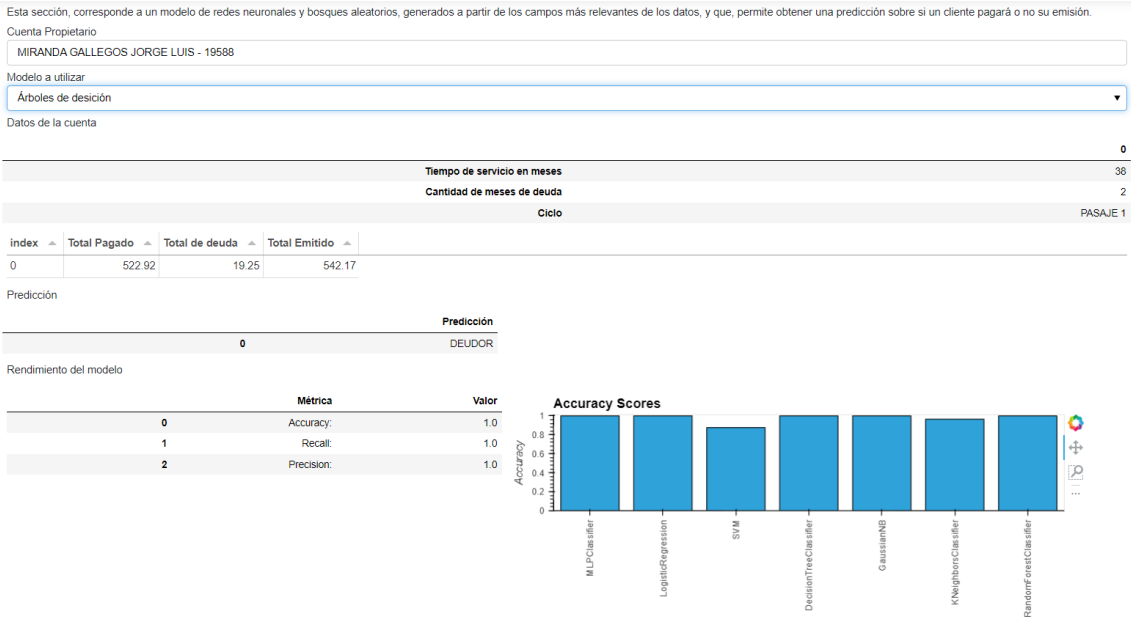 Esta sección, corresponde a un modelo de redes neuronales y bosques aleatorios, generados a partir de los campos más relevantes de los datos, y que, permite obtener una predicción sobre si un cliente pagará o no su emisión.
Cuenta Propietario
MIRANDA GALLEGOS JORGE LUIS - 19588
Modelo a utilizar
Árboles de desición
Datos de la cuenta
0
Tiempo de servicio en meses 38
Cantidad de meses de deuda 2
Ciclo PASAJE 1
index Total Pagado Total de deuda Total Emitido
0 522.92 19.25 542.17
Predicción
Predicción
0 DEUDOR
Rendimiento del modelo
Métrica Valor
0 Accuracy: 1.0
1 Recall: 1.0
2 Precision: 1.0
Accuracy Scores
Accuracy
1
0.8
0.6
0.4
0.2
0
MLPClassifier
LogisticRegression
SVM
DecisionTreeClassifier
GaussianNB
KNeighborsClassifier
RandomForestClassifier